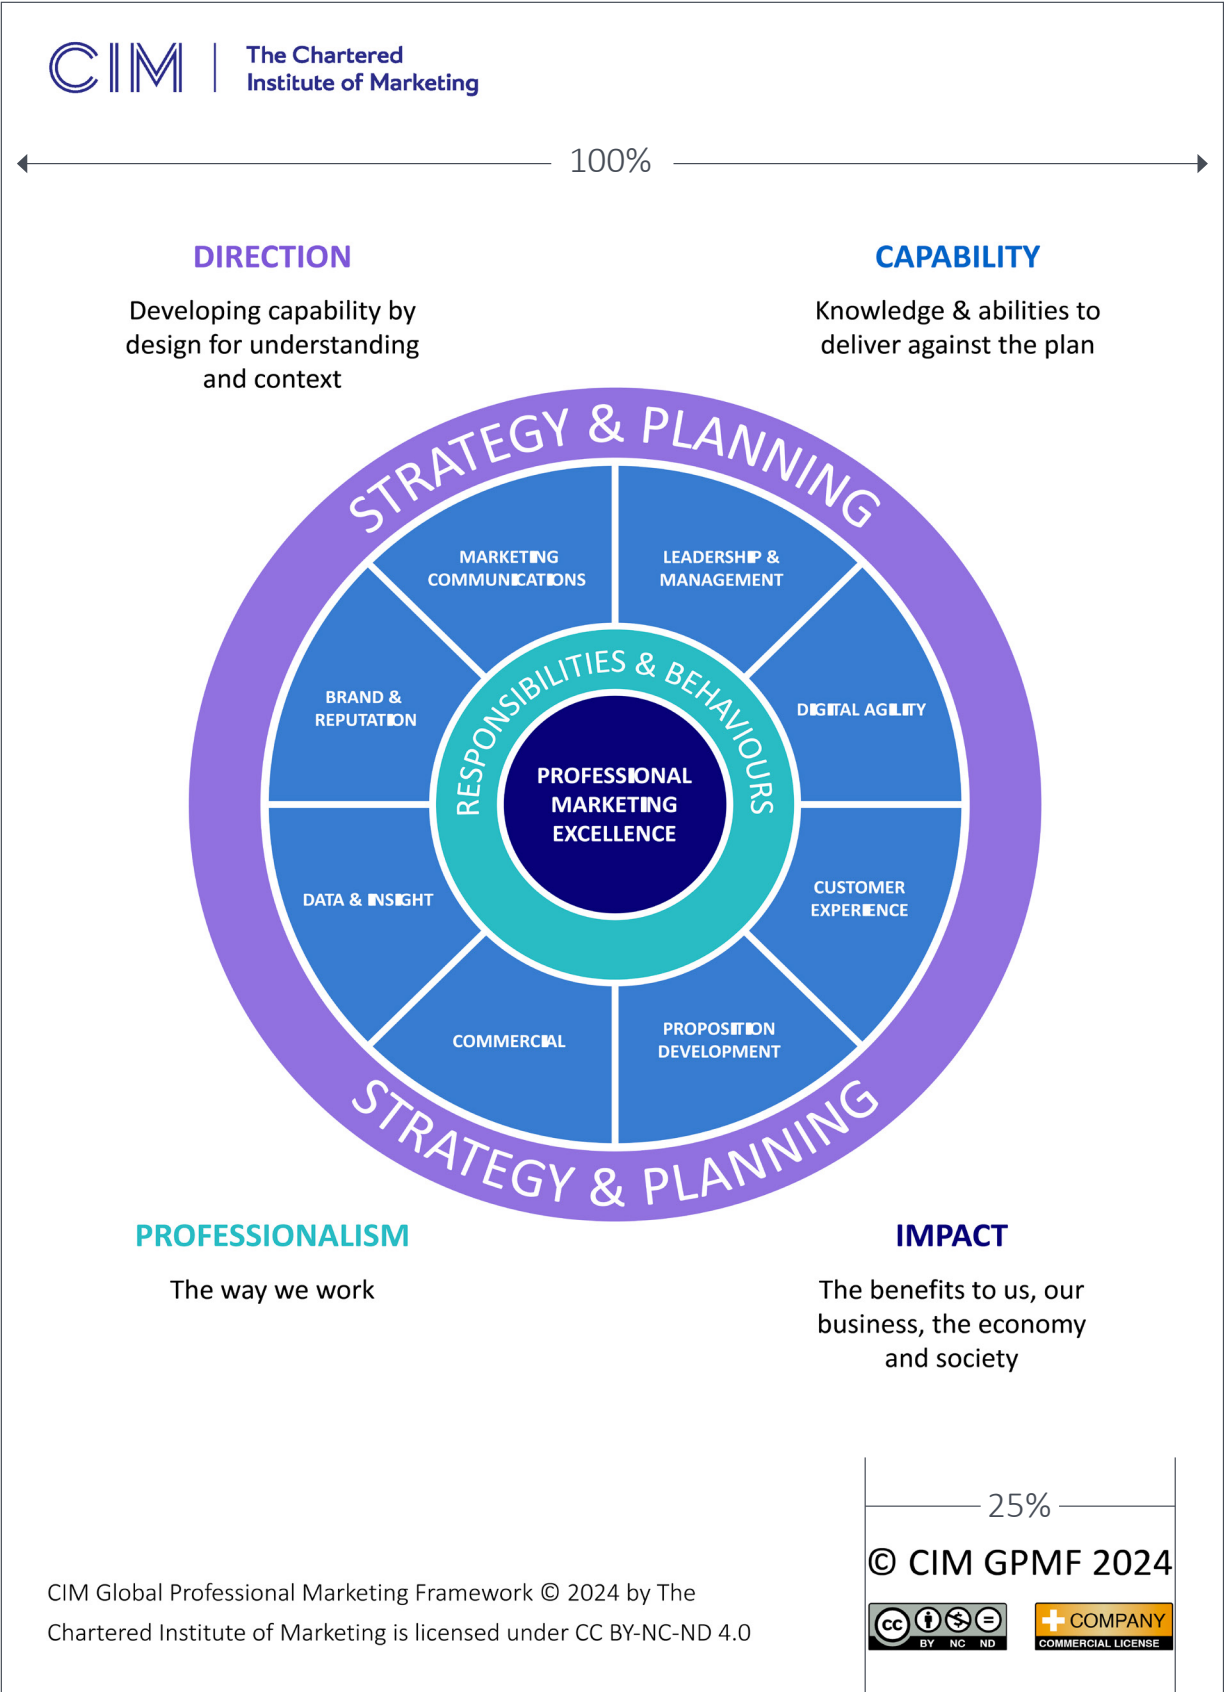 CIM
The Chartered
Institute of Marketing
100%
DIRECTION
Developing capability by
design for understanding
and context
CAPABILITY
Knowledge & abilities to
deliver against the plan
STRATEGY & PLANNING
MARKETING
COMMUNICATIONS
LEADERSHIP &
MANAGEMENT
BRAND &
REPUTATION
DIGITAL AGILITY
RESPONSIBILITIES & BEHAVIOURS
PROFESSIONAL
MARKETING
EXCELLENCE
DATA & INSIGHT
CUSTOMER
EXPERIENCE
COMMERCIAL
PROPOSITION
DEVELOPMENT
STRATEGY & PLANNING
PROFESSIONALISM
The way we work
IMPACT
The benefits to us, our
business, the economy
and society
25%
© CIM GPMF 2024
CIM Global Professional Marketing Framework © 2024 by The
Chartered Institute of Marketing is licensed under CC BY-NC-ND 4.0
cc
BY NC ND
COMPANY
COMMERCIAL LICENSE